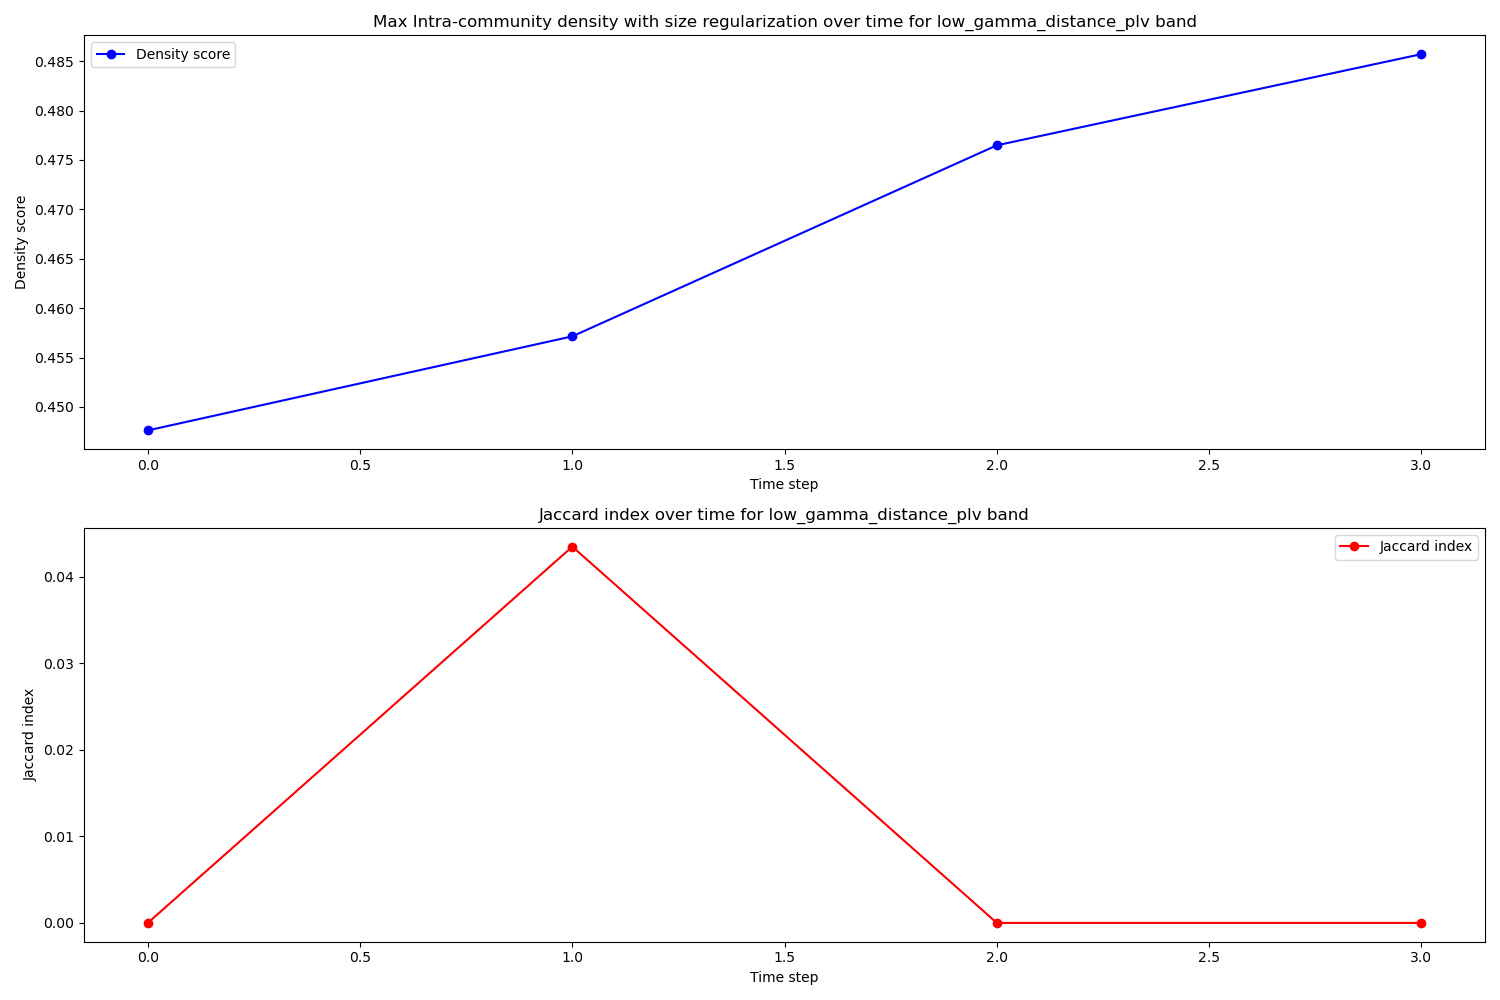 Max Intra-community density with size regularization over time for low_gamma_distance_plv band
Density score
0.485
0.480
0.475
0.470
0.465
0.460
0.455
0.450
Density score
0.0 0.5 1.0 1.5 2.0 2.5 3.0
Time step
Jaccard index over time for low_gamma_distance_plv band
Jaccard index
0.04
0.03
0.02
0.01
0.00
Jaccard index
0.0 0.5 1.0 1.5 2.0 2.5 3.0
Time step